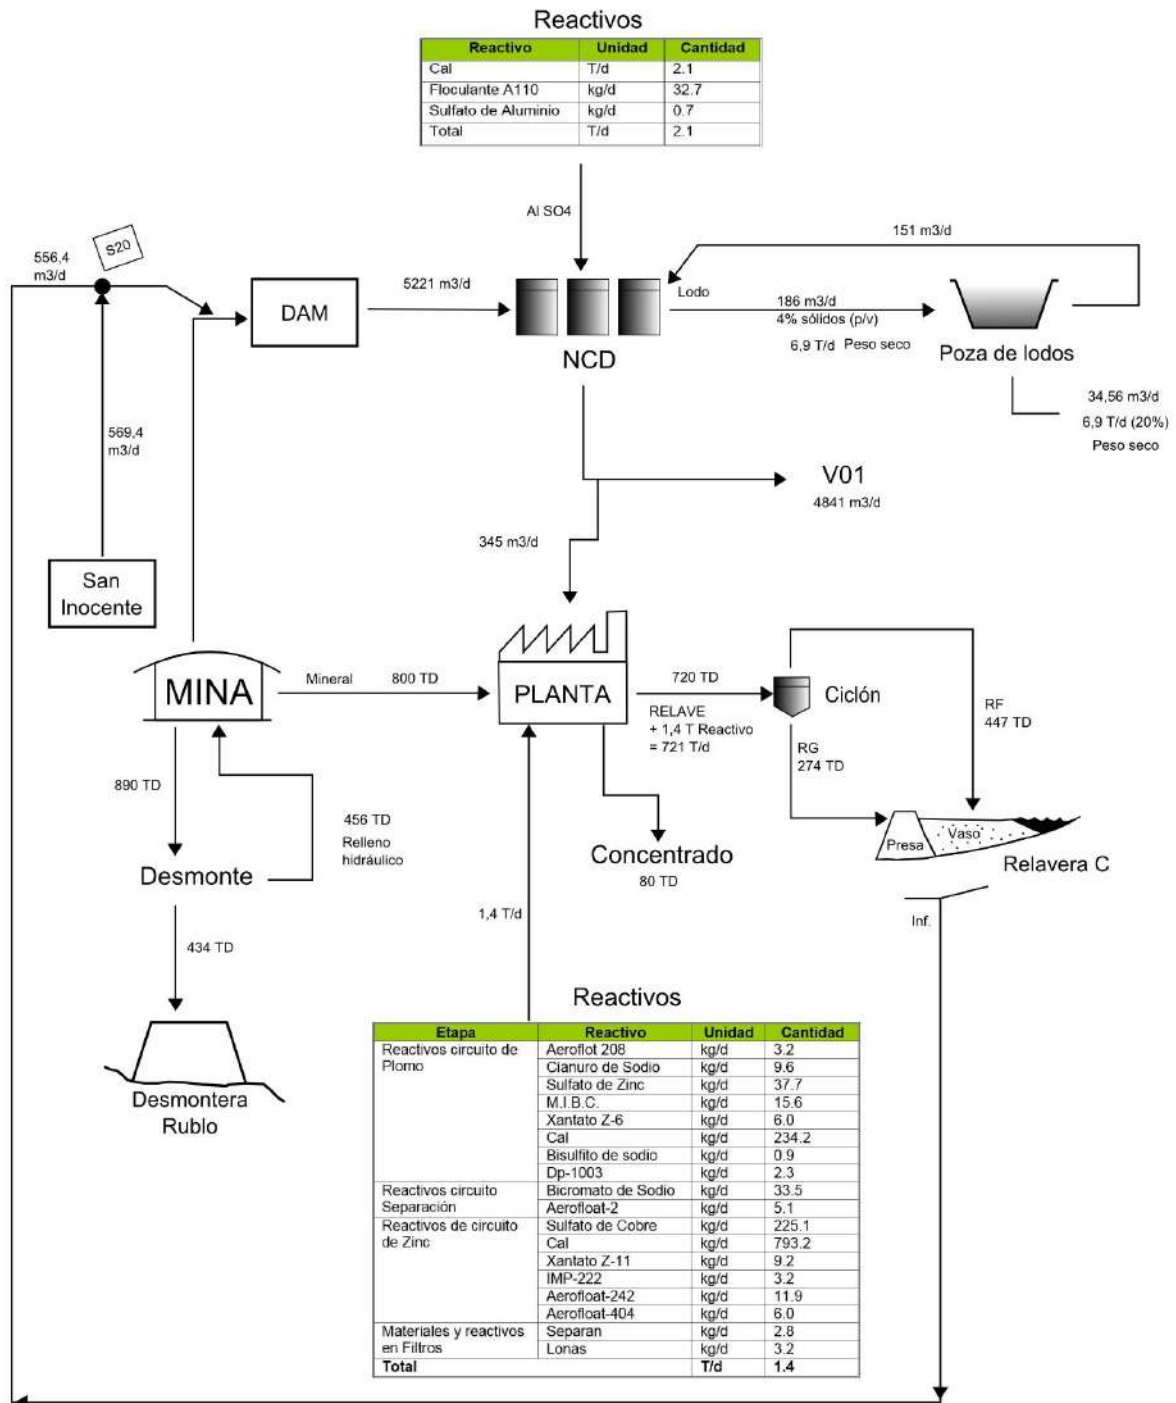 Reactivos
Reactivo Unidad Cantidad
Cal T/d 2.1
Floculante A110 kg/d 32.7
Sulfato de Aluminio kg/d 0.7
Total T/d 2.1
Al SO4
556,4
m3/d
S20
DAM
5221 m3/d
NCD
Lodo
151 m3/d
186 m3/d
4% sólidos (p/v)
6,9 T/d Peso seco
Poza de lodos
34,56 m3/d
6,9 T/d (20%)
Peso seco
569,4
m3/d
V01
4841 m3/d
345 m3/d
San
Inocente
MINA
Mineral 800 TD
PLANTA
720 TD
RELAVE
+ 1,4 T Reactivo
= 721 T/d
Ciclón
RF
447 TD
RG
274 TD
890 TD
456 TD
Relleno
hidráulico
Desmonte
Concentrado
80 TD
Presa
Vaso
Relavera C
Inf.
1,4 T/d
434 TD
Desmontera
Rublo
Reactivos
Etapa Reactivo Unidad Cantidad
Reactivos circuito de Aeroflot 208 kg/d 3.2
Plomo Cianuro de Sodio kg/d 9.6
Sulfato de Zinc kg/d 37.7
M.I.B.C. kg/d 15.6
Xantato Z-6 kg/d 6.0
Cal kg/d 234.2
Bisulfito de sodio kg/d 0.9
Dp-1003 kg/d 2.3
Reactivos circuito Bicromato de Sodio kg/d 33.5
Separación Aerofloat-2 kg/d 5.1
Reactivos de circuito Sulfato de Cobre kg/d 225.1
de Zinc Cal kg/d 793.2
Xantato Z-11 kg/d 9.2
IMP-222 kg/d 3.2
Aerofloat-242 kg/d 11.9
Aerofloat-404 kg/d 6.0
Materiales y reactivos Separan kg/d 2.8
en Filtros Lonas kg/d 3.2
Total T/d 1.4